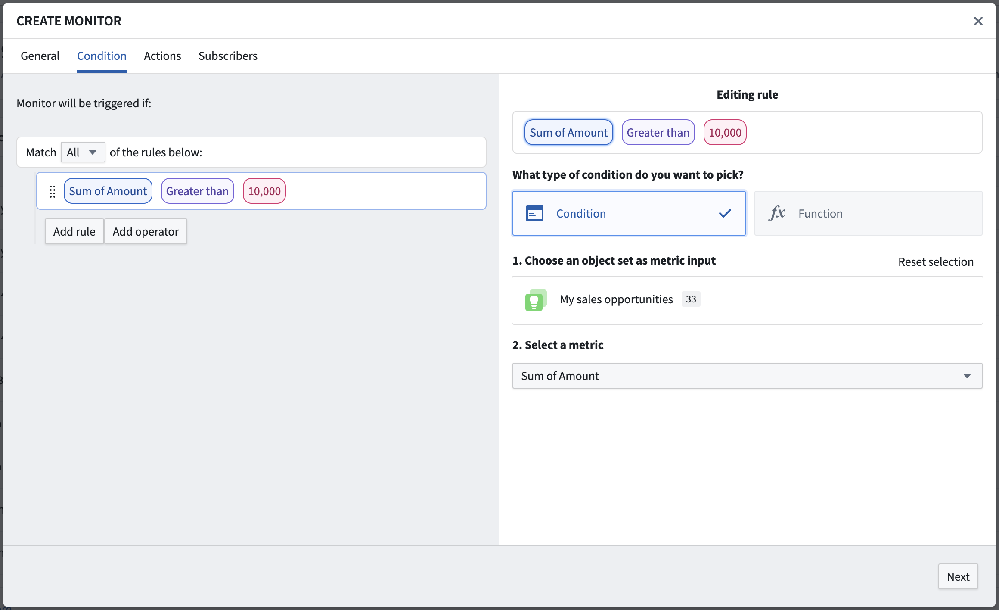 CREATE MONITOR
General Condition Actions Subscribers
Monitor will be triggered if:
Match All of the rules below:
Sum of Amount Greater than 10,000
Add rule Add operator
Editing rule
Sum of Amount Greater than 10,000
What type of condition do you want to pick?
Condition
fx Function
1. Choose an object set as metric input
Reset selection
My sales opportunities 33
2. Select a metric
Sum of Amount
Next